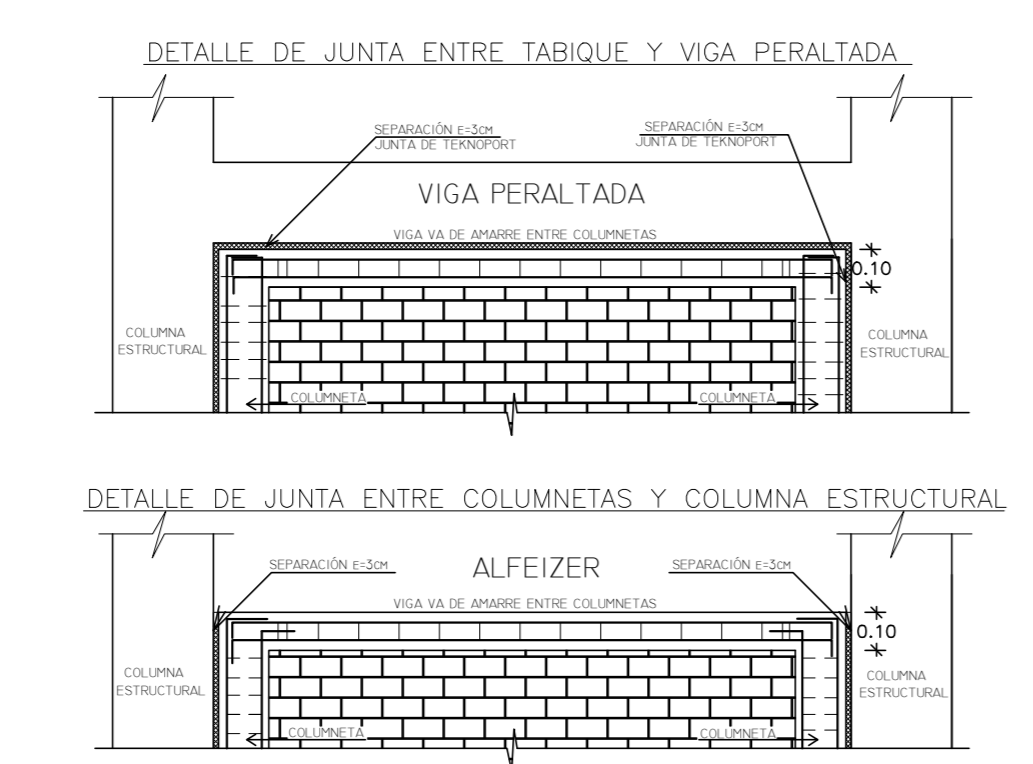 DETALLE DE JUNTA ENTRE TABIQUE Y VIGA PERALTADA
SEPARACIÓN E=3CM
JUNTA DE TEKNOPORT
SEPARACIÓN E=3CM
JUNTA DE TEKNOPORT
VIGA PERALTADA
VIGA VA DE AMARRE ENTRE COLUMNETAS
0.10
COLUMNA
ESTRUCTURAL
COLUMNA
ESTRUCTURAL
COLUMNETA
COLUMNETA
DETALLE DE JUNTA ENTRE COLUMNETAS Y COLUMNA ESTRUCTURAL
SEPARACIÓN E=3CM
ALFEIZER
SEPARACIÓN E=3CM
VIGA VA DE AMARRE ENTRE COLUMNETAS
0.10
COLUMNA
ESTRUCTURAL
COLUMNA
ESTRUCTURAL
COLUMNETA
COLUMNETA